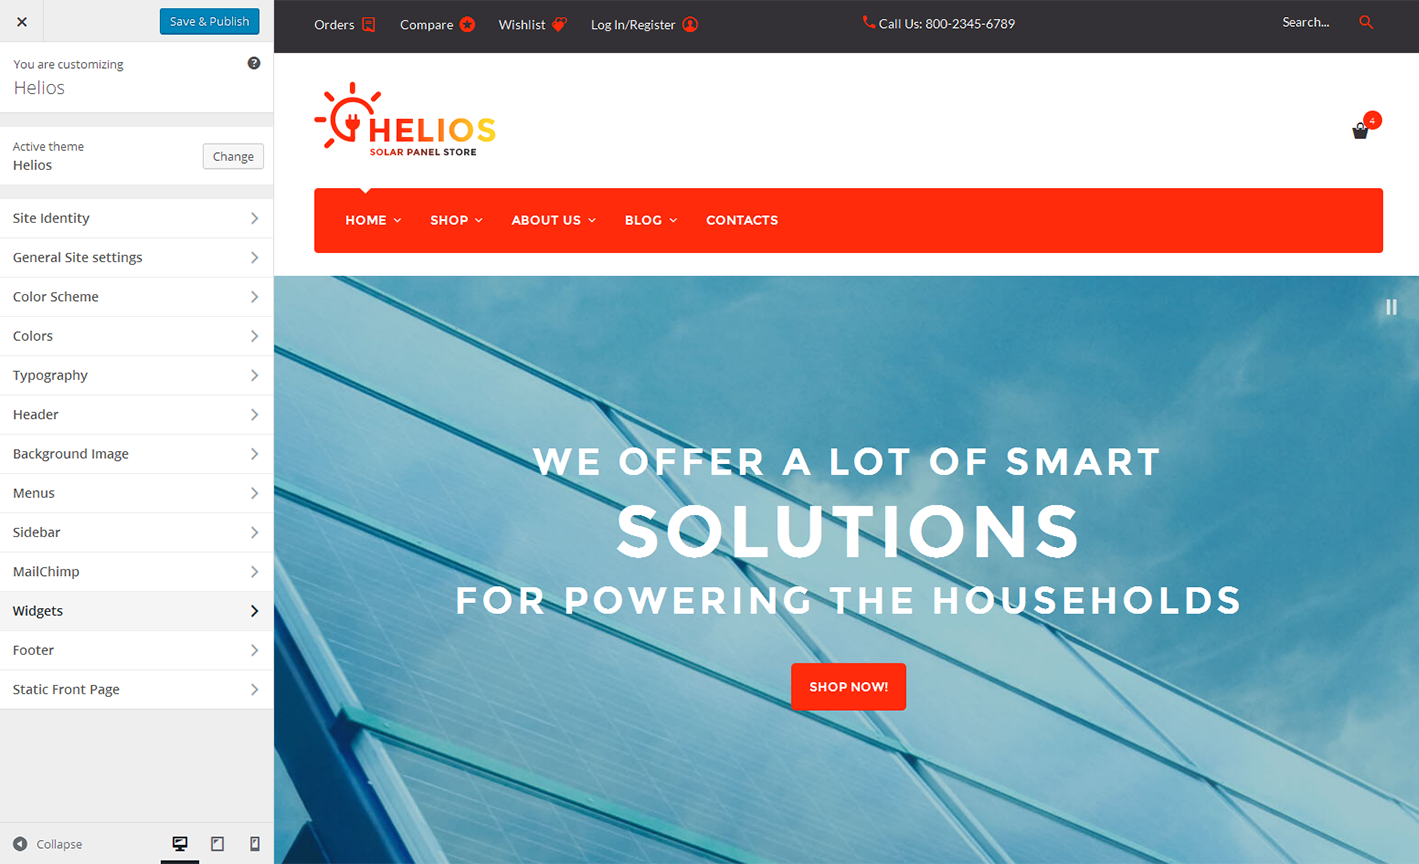 Save & Publish
You are customizing
Helios
Active theme
Helios
Change
Site Identity
General Site settings
Color Scheme
Colors
Typography
Header
Background Image
Menus
Sidebar
MailChimp
Widgets
Footer
Static Front Page
Collapse
Orders Compare Wishlist Log In/Register Call Us: 800-2345-6789 Search...
HELIOS
SOLAR PANEL STORE
4
HOME SHOP ABOUT US BLOG CONTACTS
WE OFFER A LOT OF SMART
SOLUTIONS
FOR POWERING THE HOUSEHOLDS
SHOP NOW!